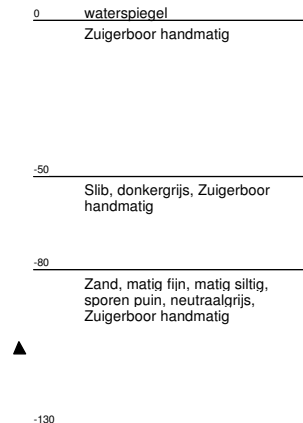 0 waterspiegel
Zuigerboor handmatig
-50
Slib, donkergrijs, Zuigerboor
handmatig
-80
Zand, matig fijn, matig siltig,
sporen puin, neutraalgrijs,
Zuigerboor handmatig
-130